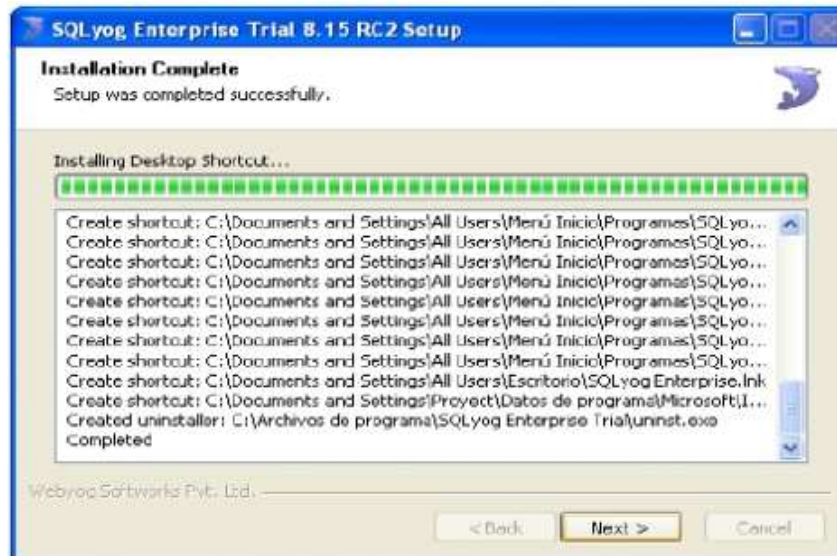 SQLyog Enterprise Trial 8.15 RC2 Setup
Installation Complete
Setup was completed successfully.
Installing Desktop Shortcut...
Create shortcut: C:\Documents and Settings\All Users\Menú Inicio\Programas\SQLyo...
Create shortcut: C:\Documents and Settings\All Users\Menú Inicio\Programas\SQLyo...
Create shortcut: C:\Documents and Settings\All Users\Menú Inicio\Programas\SQLyo...
Create shortcut: C:\Documents and Settings\All Users\Menú Inicio\Programas\SQLyo...
Create shortcut: C:\Documents and Settings\All Users\Menú Inicio\Programas\SQLyo...
Create shortcut: C:\Documents and Settings\All Users\Menú Inicio\Programas\SQLyo...
Create shortcut: C:\Documents and Settings\All Users\Menú Inicio\Programas\SQLyo...
Create shortcut: C:\Documents and Settings\All Users\Menú Inicio\Programas\SQLyo...
Create shortcut: C:\Documents and Settings\All Users\Escritorio\SQLyog Enterprise.lnk
Create shortcut: C:\Documents and Settings\Proyect\Datos de programa\Microsoft\I...
Created uninstaller: C:\Archivos de programa\SQLyog Enterprise Trial\uninst.exe
Completed
Webyog Softworks Pvt. Ltd.
< Back Next > Cancel